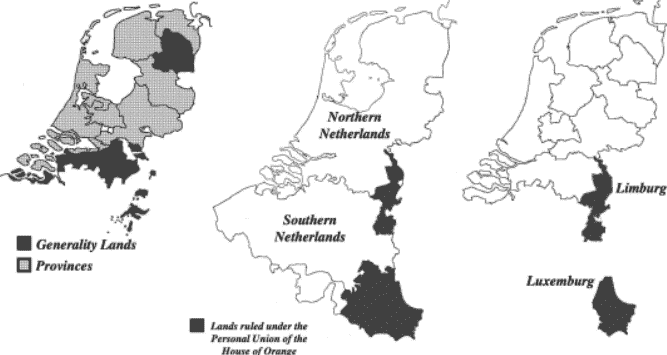 Generality Lands
Provinces
Northern
Netherlands
Southern
Netherlands
Lands ruled under the
Personal Union of the
House of Orange
Limburg
Luxemburg